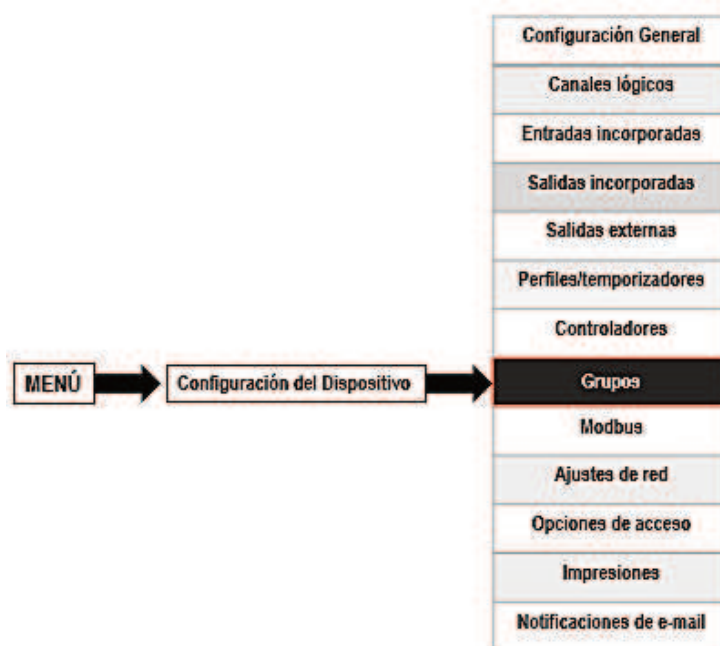 Configuración General
Canales lógicos
Entradas incorporadas
Salidas incorporadas
Salidas externas
Perfiles/temporizadores
Controladores
MENÚ
Configuración del Dispositivo
Grupos
Modbus
Ajustes de red
Opciones de acceso
Impresiones
Notificaciones de e-mail